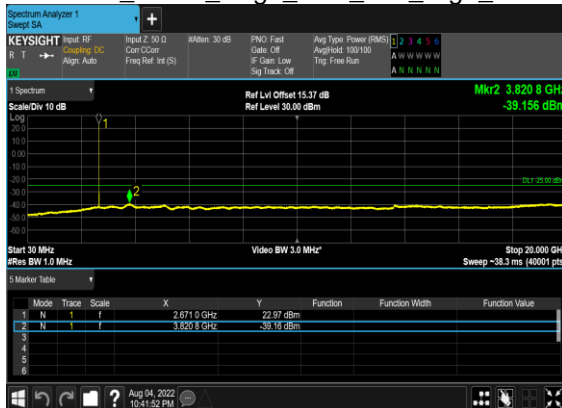 Spectrum Analyzer 1
Swept SA
+
KEYSIGHT Input: RF Input Z: 50 Ω #Atten: 30 dB PNO: Fast Avg Type: Power (RMS) 1 2 3 4 5 6
R T Coupling: DC Corr CCorr Gate: Off Avg|Hold: 100/100 A W W W W W
Align: Auto Freq Ref: Int (S) IF Gain: Low Trig: Free Run
Sig Track: Off A N N N N N
1 Spectrum Ref Lvl Offset 15.37 dB Mkr2 3.820 8 GHz
Scale/Div 10 dB Ref Level 30.00 dBm -39.156 dBm
Log
20.0
10.0
0.00
-10.0
-20.0
-30.0
-40.0
-50.0
-60.0
1
2
DL1 -25.00 dBm
Start 30 MHz Video BW 3.0 MHz* Stop 20.000 GHz
#Res BW 1.0 MHz Sweep ~38.3 ms (40001 pts)
5 Marker Table
Mode Trace Scale X Y Function Function Width Function Value
1 N 1 f 2.671 0 GHz 22.97 dBm
2 N 1 f 3.820 8 GHz -39.16 dBm
3
4
5
6
? Aug 04, 2022
10:41:52 PM